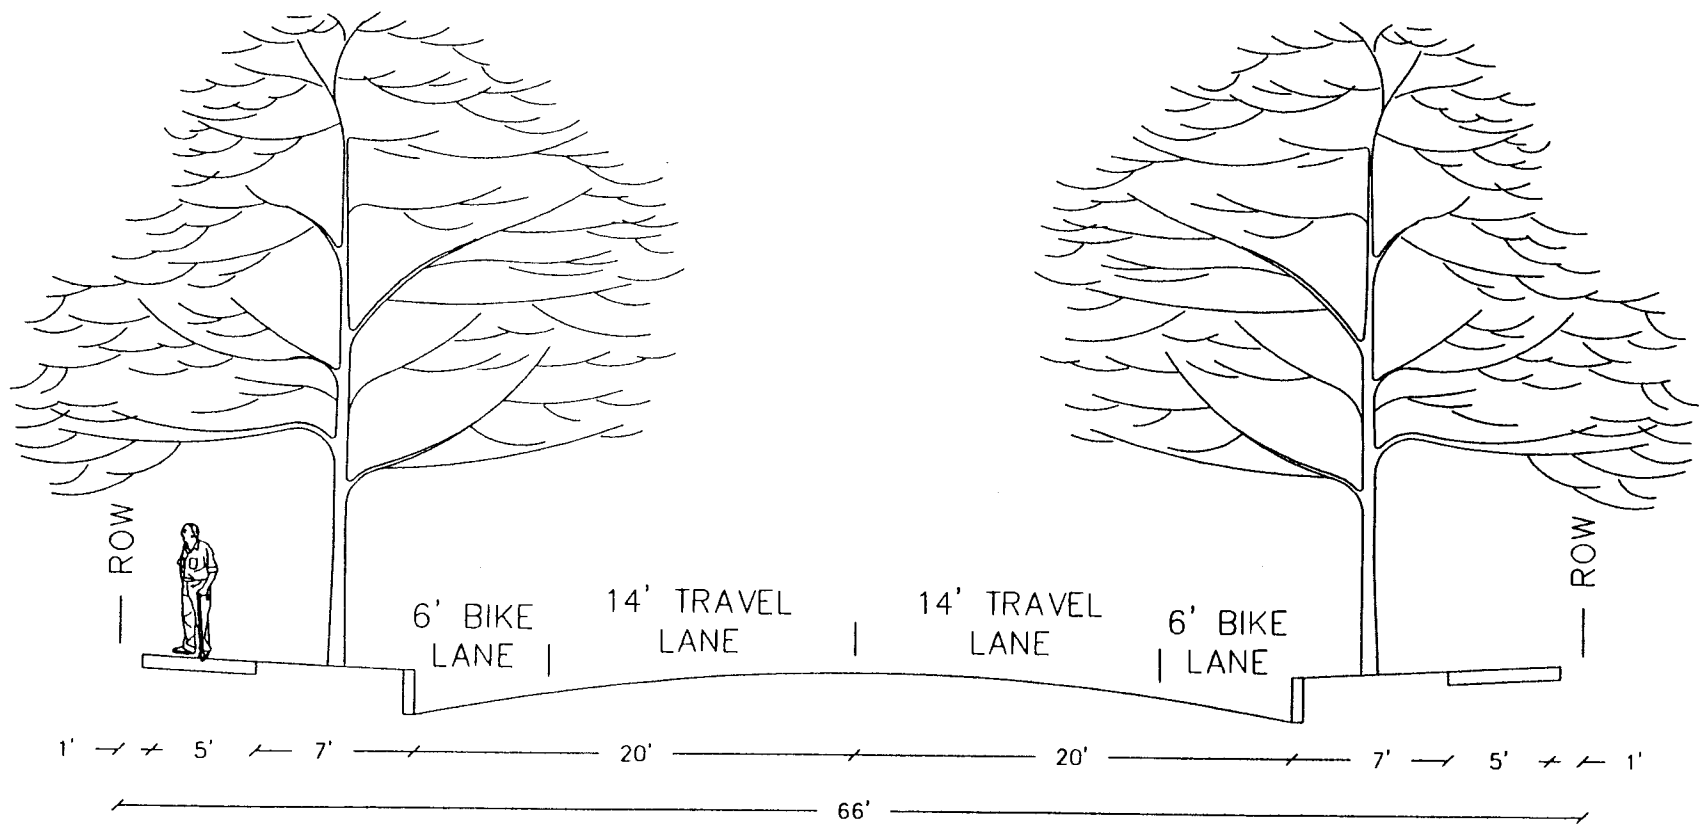 ROW
ROW
6' BIKE
LANE
14' TRAVEL
LANE
14' TRAVEL
LANE
6' BIKE
LANE
1' 5' 7' 20' 20' 7' 5' 1'
66'